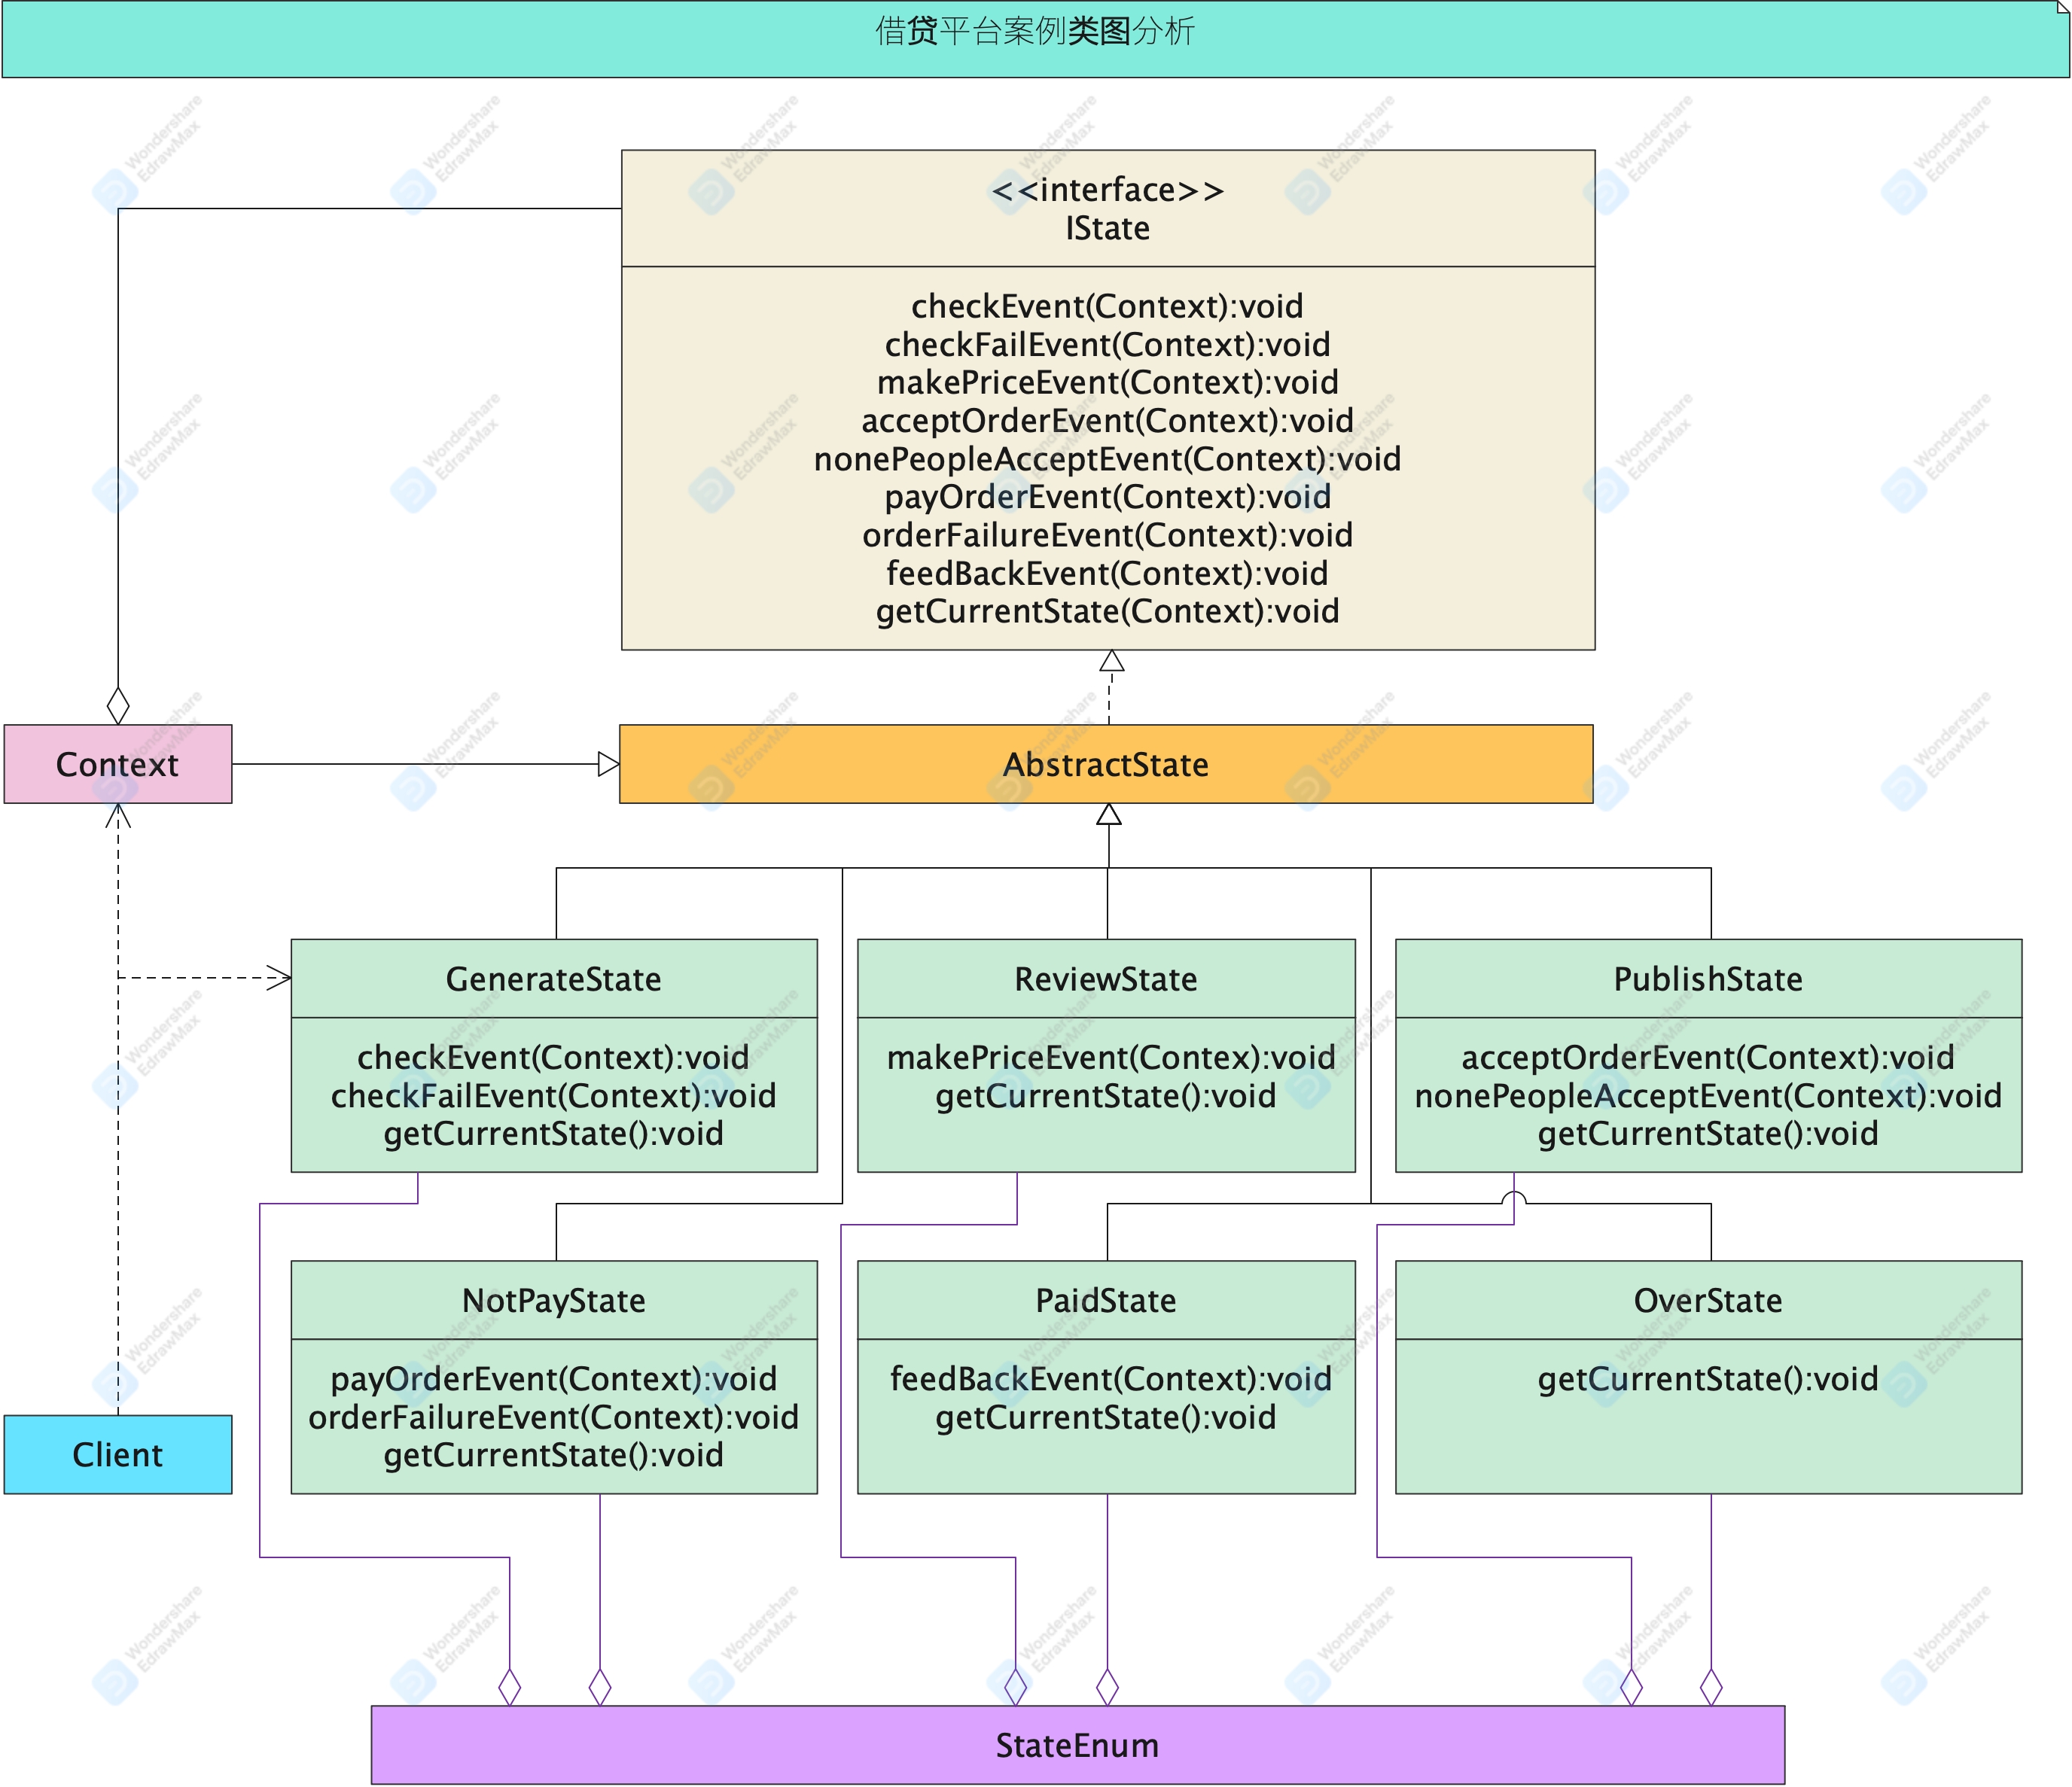 借贷平台案例类图分析
<<interface>>
IState
checkEvent(Context):void
checkFailEvent(Context):void
makePriceEvent(Context):void
acceptOrderEvent(Context):void
nonePeopleAcceptEvent(Context):void
payOrderEvent(Context):void
orderFailureEvent(Context):void
feedBackEvent(Context):void
getCurrentState(Context):void
Context
AbstractState
GenerateState
checkEvent(Context):void
checkFailEvent(Context):void
getCurrentState():void
ReviewState
makePriceEvent(Contex):void
getCurrentState():void
PublishState
acceptOrderEvent(Context):void
nonePeopleAcceptEvent(Context):void
getCurrentState():void
NotPayState
payOrderEvent(Context):void
orderFailureEvent(Context):void
getCurrentState():void
PaidState
feedBackEvent(Context):void
getCurrentState():void
OverState
getCurrentState():void
Client
StateEnum
Wondershare
EdrawMax